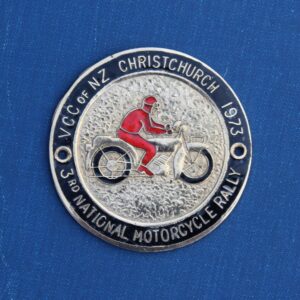 VCC OF NZ CHRISTCHURCH 1973
3RD NATIONAL MOTORCYCLE RALLY